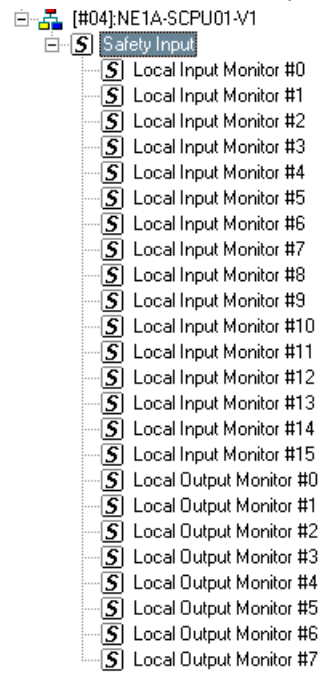 [#04]:NE1A-SCPU01-V1
S Safety Input
S Local Input Monitor #0
S Local Input Monitor #1
S Local Input Monitor #2
S Local Input Monitor #3
S Local Input Monitor #4
S Local Input Monitor #5
S Local Input Monitor #6
S Local Input Monitor #7
S Local Input Monitor #8
S Local Input Monitor #9
S Local Input Monitor #10
S Local Input Monitor #11
S Local Input Monitor #12
S Local Input Monitor #13
S Local Input Monitor #14
S Local Input Monitor #15
S Local Output Monitor #0
S Local Output Monitor #1
S Local Output Monitor #2
S Local Output Monitor #3
S Local Output Monitor #4
S Local Output Monitor #5
S Local Output Monitor #6
S Local Output Monitor #7